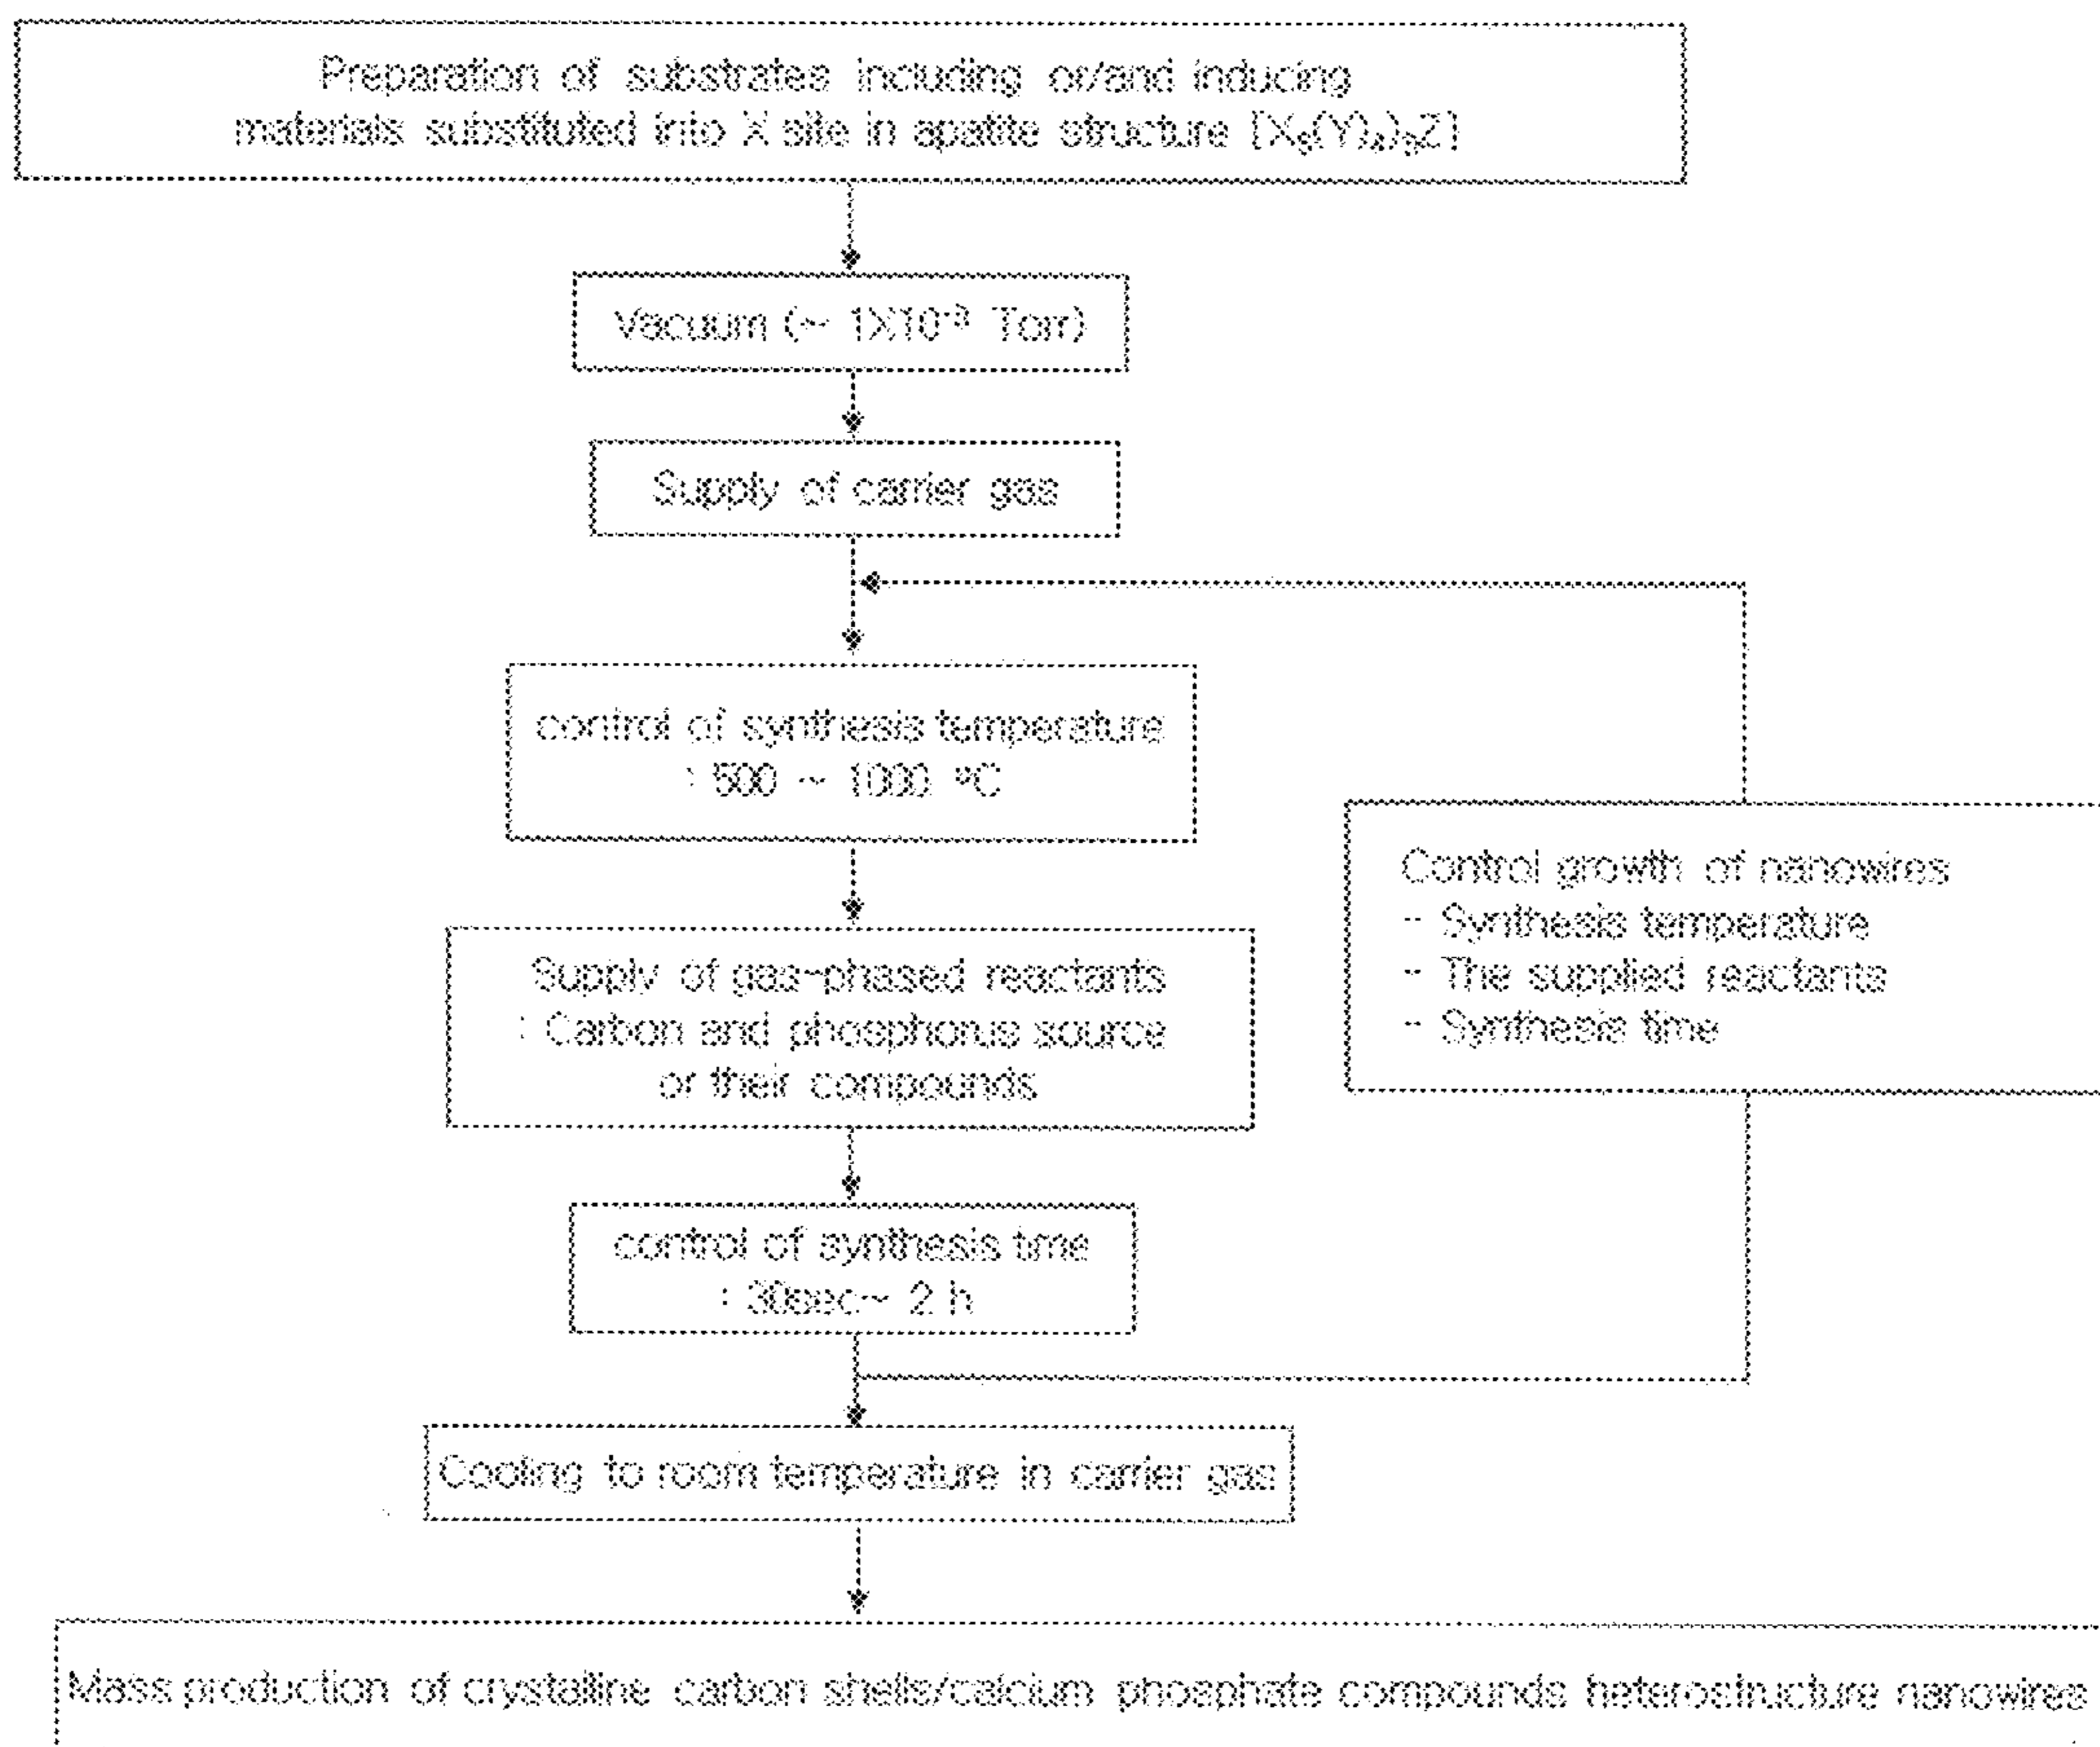 Preparation of substrates including or/and inducing
materials substituted into X site in apatite structure [X₅(Y)₄)₃Z]
Vacuum (~ 1X10⁻³ Torr)
Supply of carrier gas
control of synthesis temperature
: 500 ~ 1000 ºC
Supply of gas-phased reactants
: Carbon and phosphorus source
or their compounds
Control growth of nanowires
- Synthesis temperature
- The supplied reactants
- Synthesis time
control of synthesis time
: 30sec~ 2 h
Cooling to room temperature in carrier gas
Mass production of crystalline carbon shells/calcium phosphate compounds heterostructure nanowires